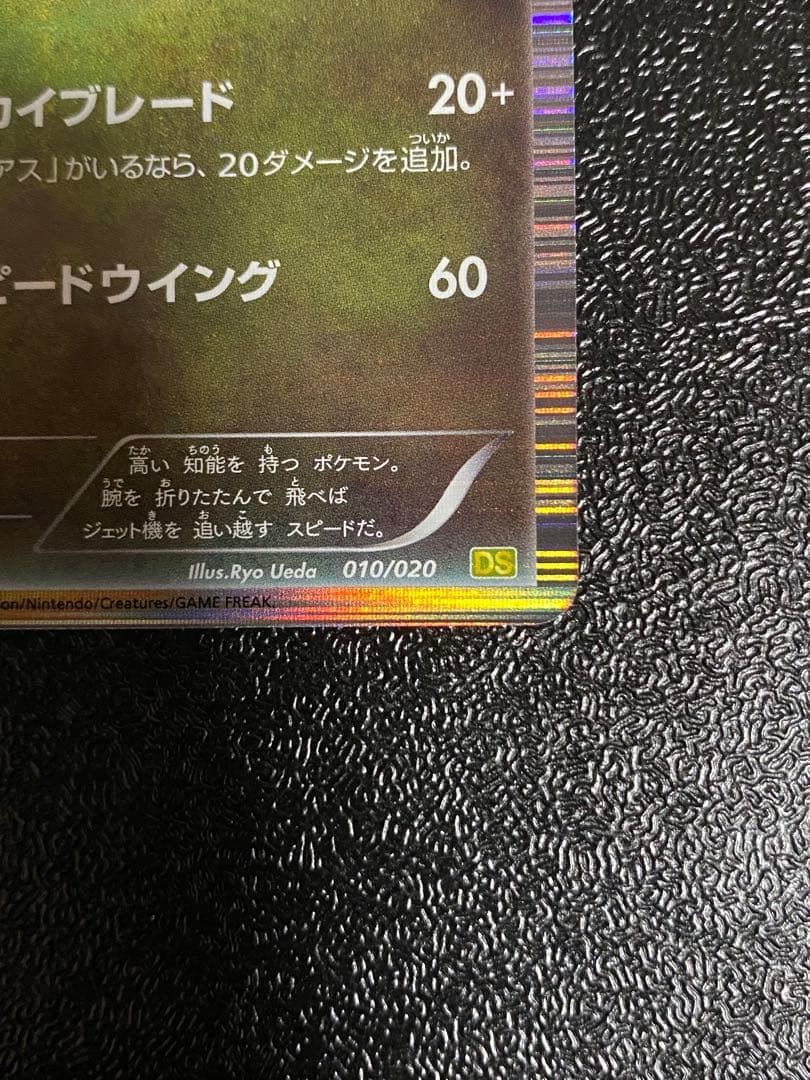 カイブレード 20+
アス」がいるなら、20ダメージを追加。
ついか
ピードウイング 60
高い 知能を 持つ ポケモン。
たか ちのう も
腕を 折りたたんで 飛べば
うで お と
ジェット機を 追い越す スピードだ。
き お こ
Illus.Ryo Ueda 010/020 DS
on/Nintendo/Creatures/GAME FREAK.